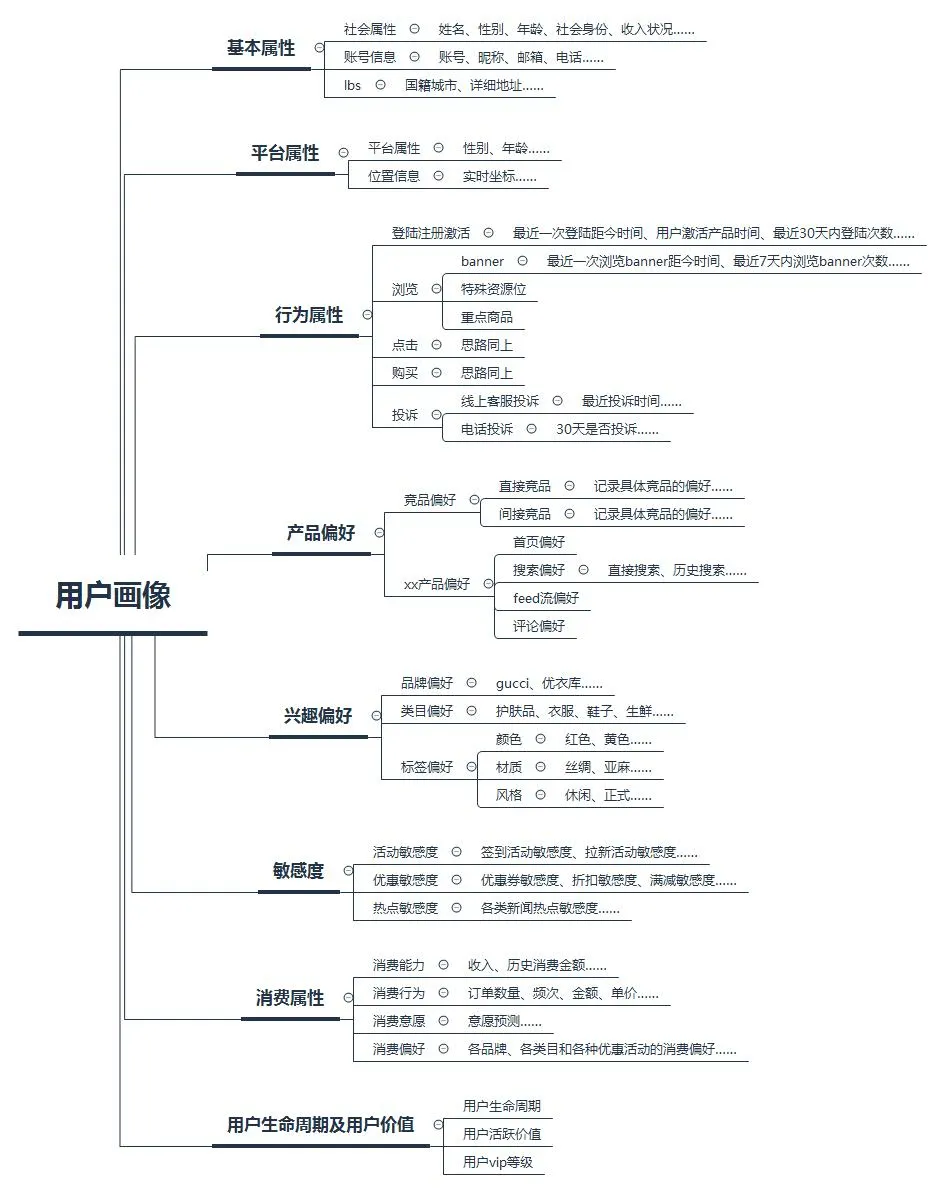 社会属性 姓名、性别、年龄、社会身份、收入状况……
基本属性
账号信息 账号、昵称、邮箱、电话……
lbs 国籍城市、详细地址……
平台属性
平台属性 性别、年龄……
位置信息 实时坐标……
登陆注册激活 最近一次登陆距今时间、用户激活产品时间、最近30天内登陆次数……
banner 最近一次浏览banner距今时间、最近7天内浏览banner次数……
浏览 特殊资源位
重点商品
行为属性
点击 思路同上
购买 思路同上
线上客服投诉 最近投诉时间……
投诉
电话投诉 30天是否投诉……
直接竞品 记录具体竞品的偏好……
竞品偏好
间接竞品 记录具体竞品的偏好……
产品偏好
首页偏好
搜索偏好 直接搜索、历史搜索……
xx产品偏好
feed流偏好
评论偏好
用户画像
品牌偏好 gucci、优衣库……
类目偏好 护肤品、衣服、鞋子、生鲜……
兴趣偏好
颜色 红色、黄色……
标签偏好 材质 丝绸、亚麻……
风格 休闲、正式……
活动敏感度 签到活动敏感度、拉新活动敏感度……
敏感度
优惠敏感度 优惠券敏感度、折扣敏感度、满减敏感度……
热点敏感度 各类新闻热点敏感度……
消费能力 收入、历史消费金额……
消费行为 订单数量、频次、金额、单价……
消费属性
消费意愿 意愿预测……
消费偏好 各品牌、各类目和各种优惠活动的消费偏好……
用户生命周期
用户生命周期及用户价值
用户活跃价值
用户vip等级